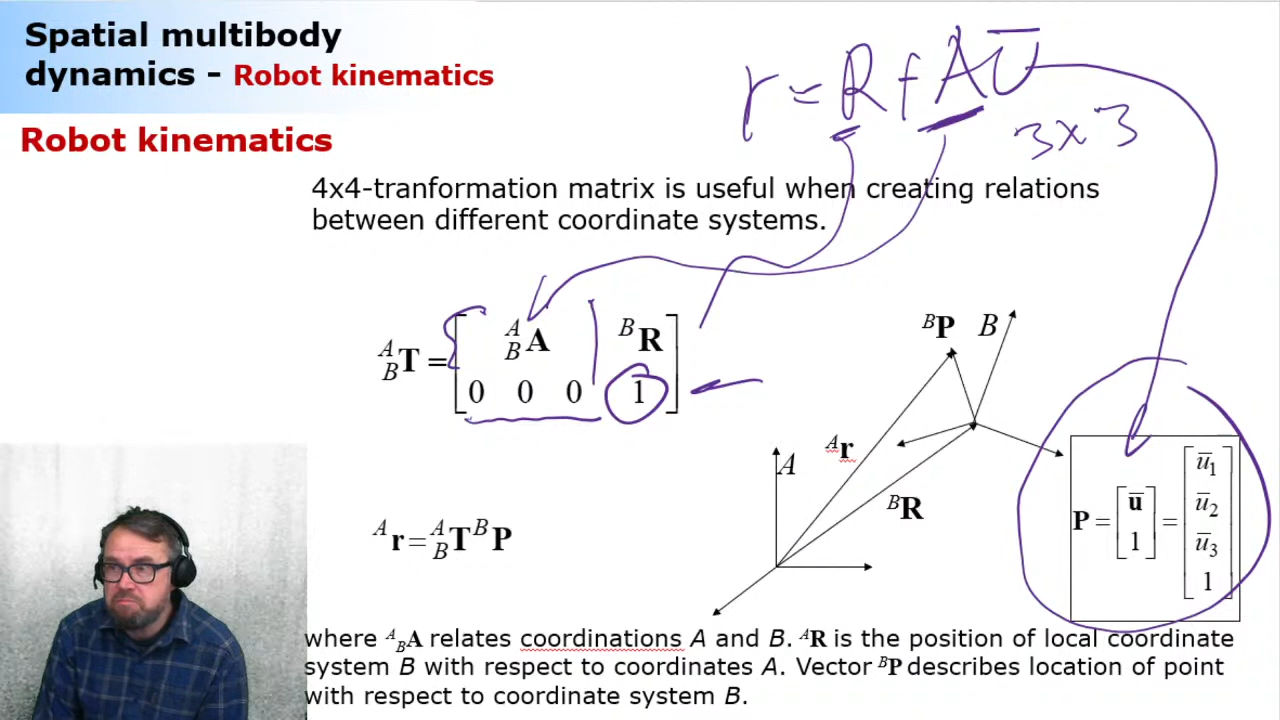 Spatial multibody
dynamics - Robot kinematics
Robot kinematics
r = R + A ū
3x3
4x4-tranformation matrix is useful when creating relations
between different coordinate systems.
A B T = [ A B A B R
0 0 0 1 ]
B P B
A r
A
B R
P = [ ū 1 ] = [ ū1 ū2 ū3 1 ]
A r = A B T B P
where A B A relates coordinations A and B. A R is the position of local coordinate
system B with respect to coordinates A. Vector B P describes location of point
with respect to coordinate system B.